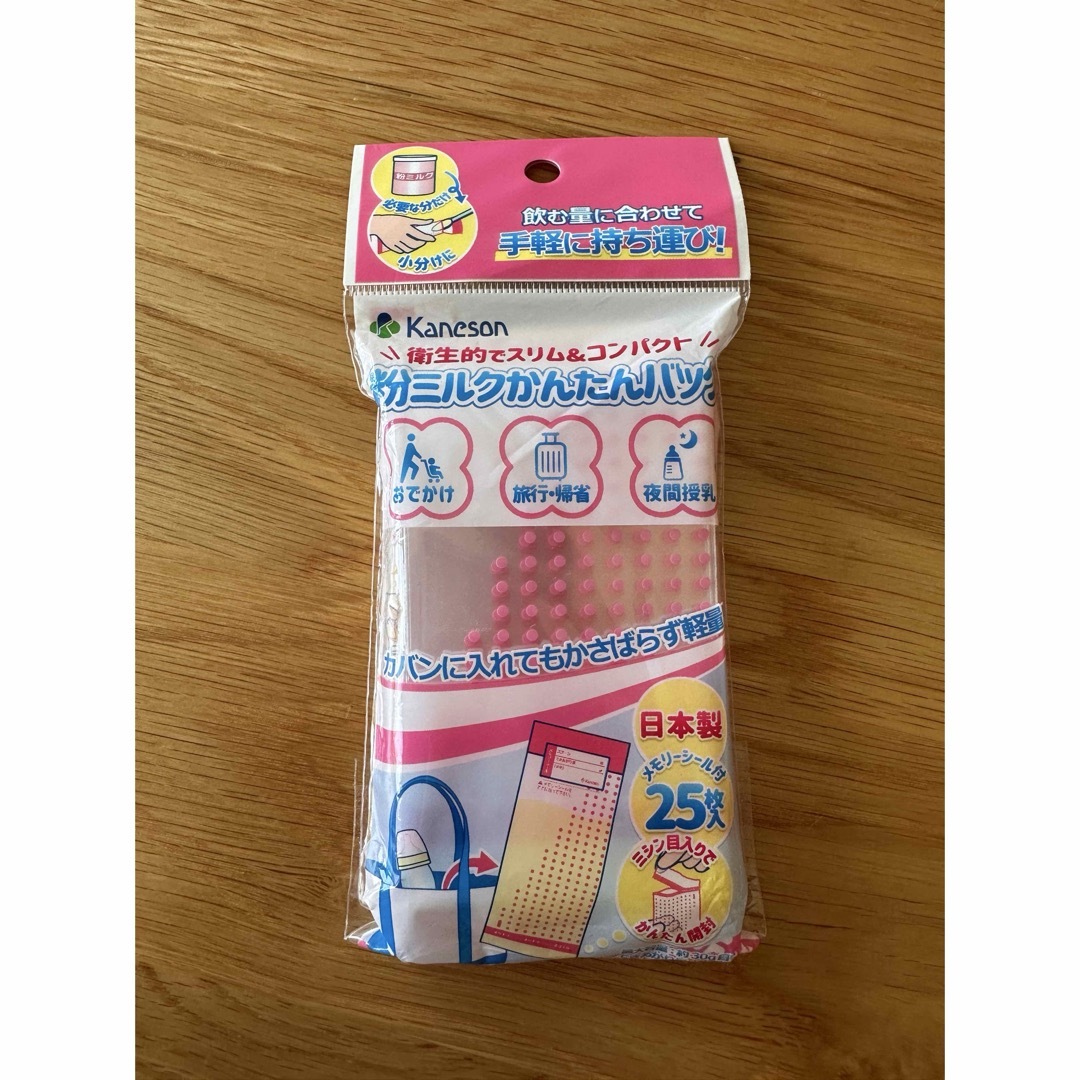 粉ミルク
必要な分だけ
小分けに
飲む量に合わせて
手軽に持ち運び!
Kaneson
衛生的でスリム&コンパクト
粉ミルクかんたんバッグ
おでかけ
旅行・帰省
夜間授乳
カバンに入れてもかさばらず軽量
日本製
メモリーシール付
25枚入
ミシン目入りで
かんたん開封
Kaneson